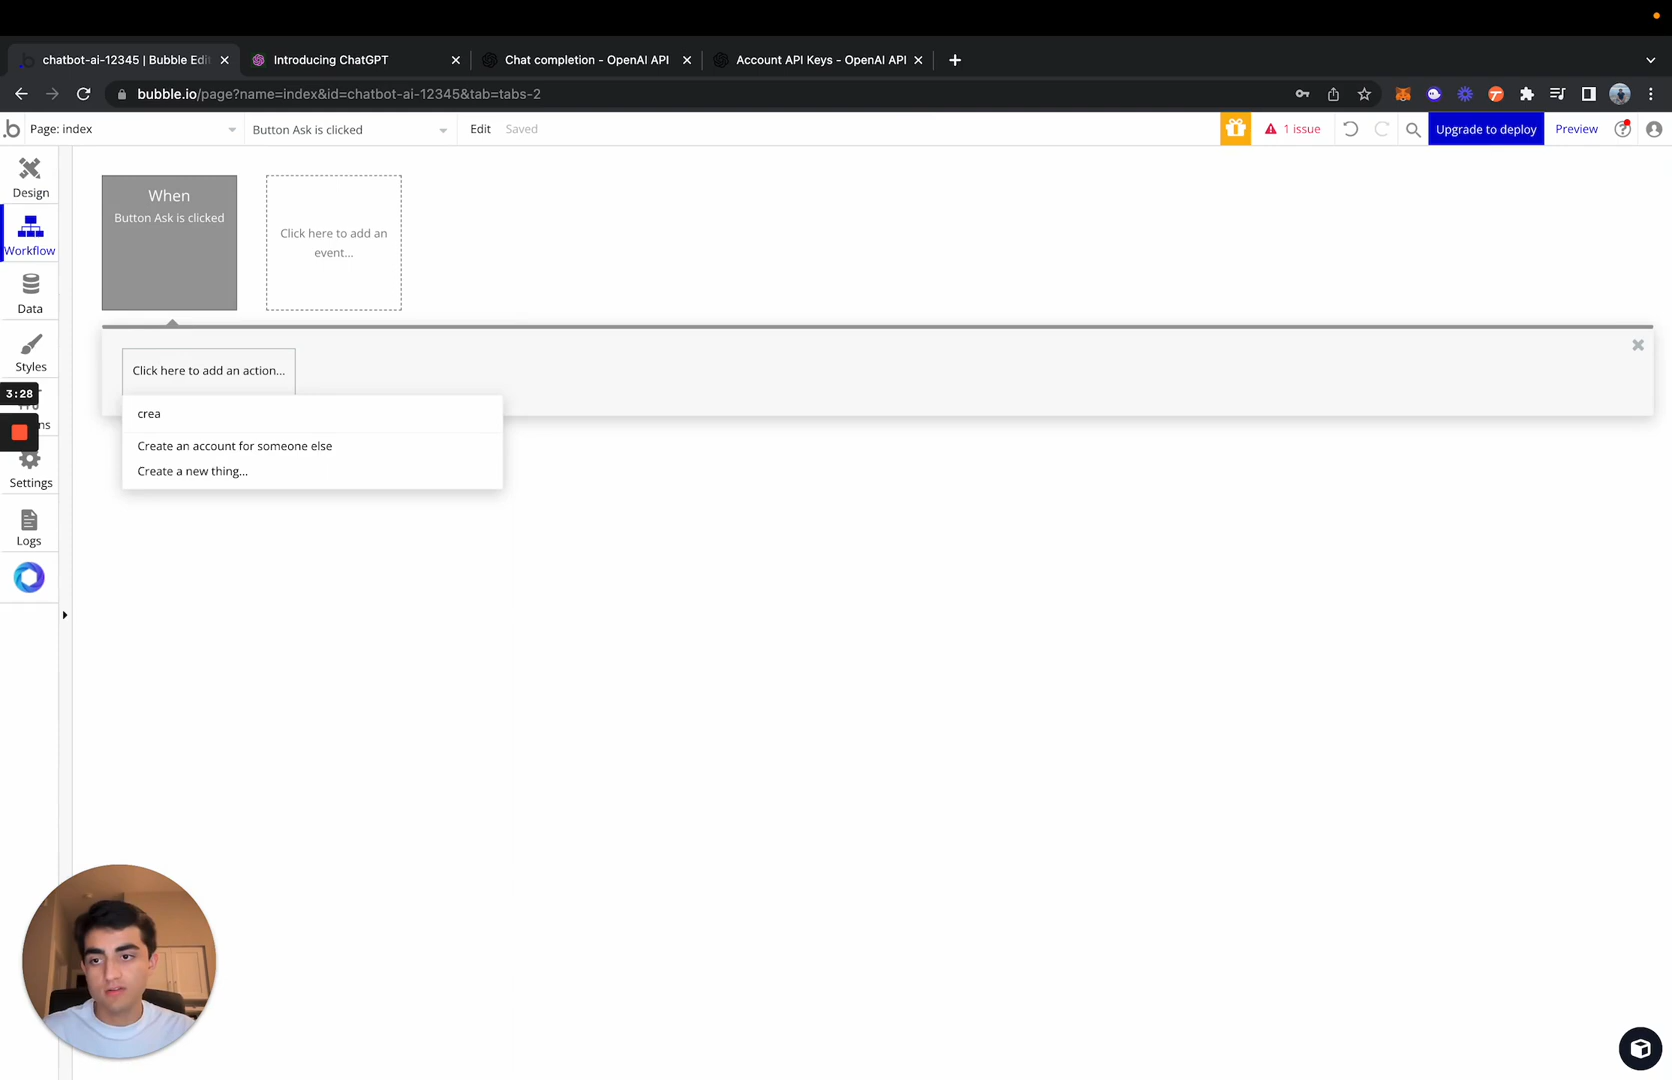 chatbot-ai-12345 | Bubble Edit
Introducing ChatGPT
Chat completion - OpenAI API
Account API Keys - OpenAI API
bubble.io/page?name=index&id=chatbot-ai-12345&tab=tabs-2
Page: index
Button Ask is clicked
Edit
Saved
1 issue
Upgrade to deploy
Preview
Design
Workflow
Data
Styles
3:28
ns
Settings
Logs
When
Button Ask is clicked
Click here to add an
event...
Click here to add an action...
crea
Create an account for someone else
Create a new thing...